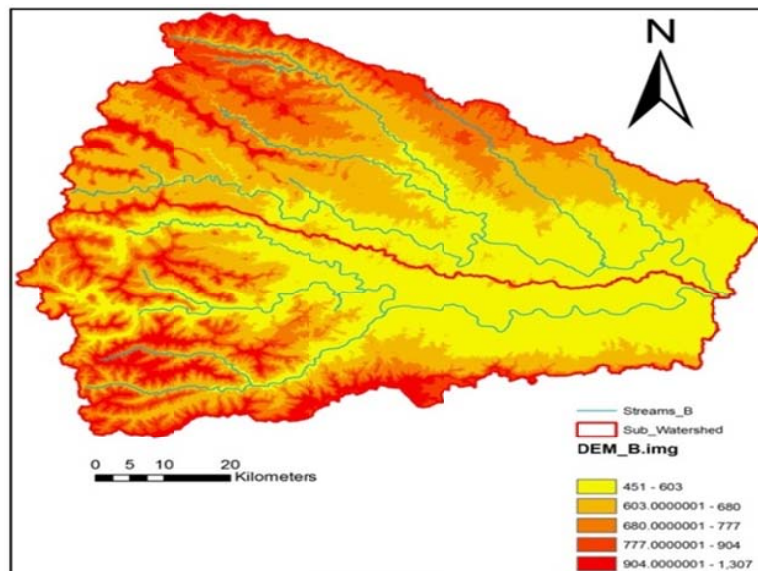 N
Streams_B
Sub_Watershed
DEM_B.img
0 5 10 20
Kilometers
451 - 603
603.0000001 - 680
680.0000001 - 777
777.0000001 - 904
904.0000001 - 1,307